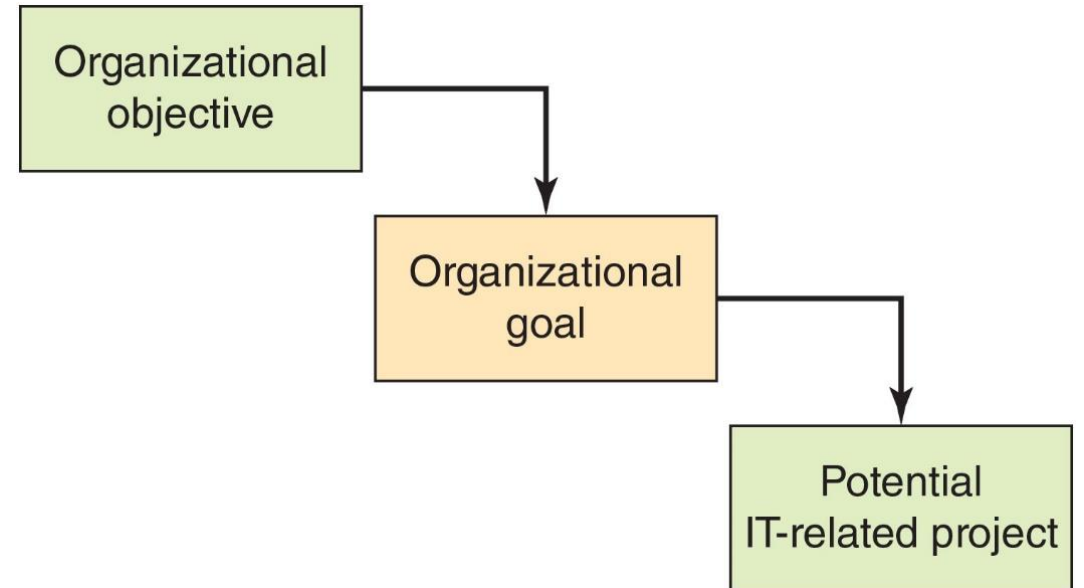 Organizational
objective
Organizational
goal
Potential
IT-related project